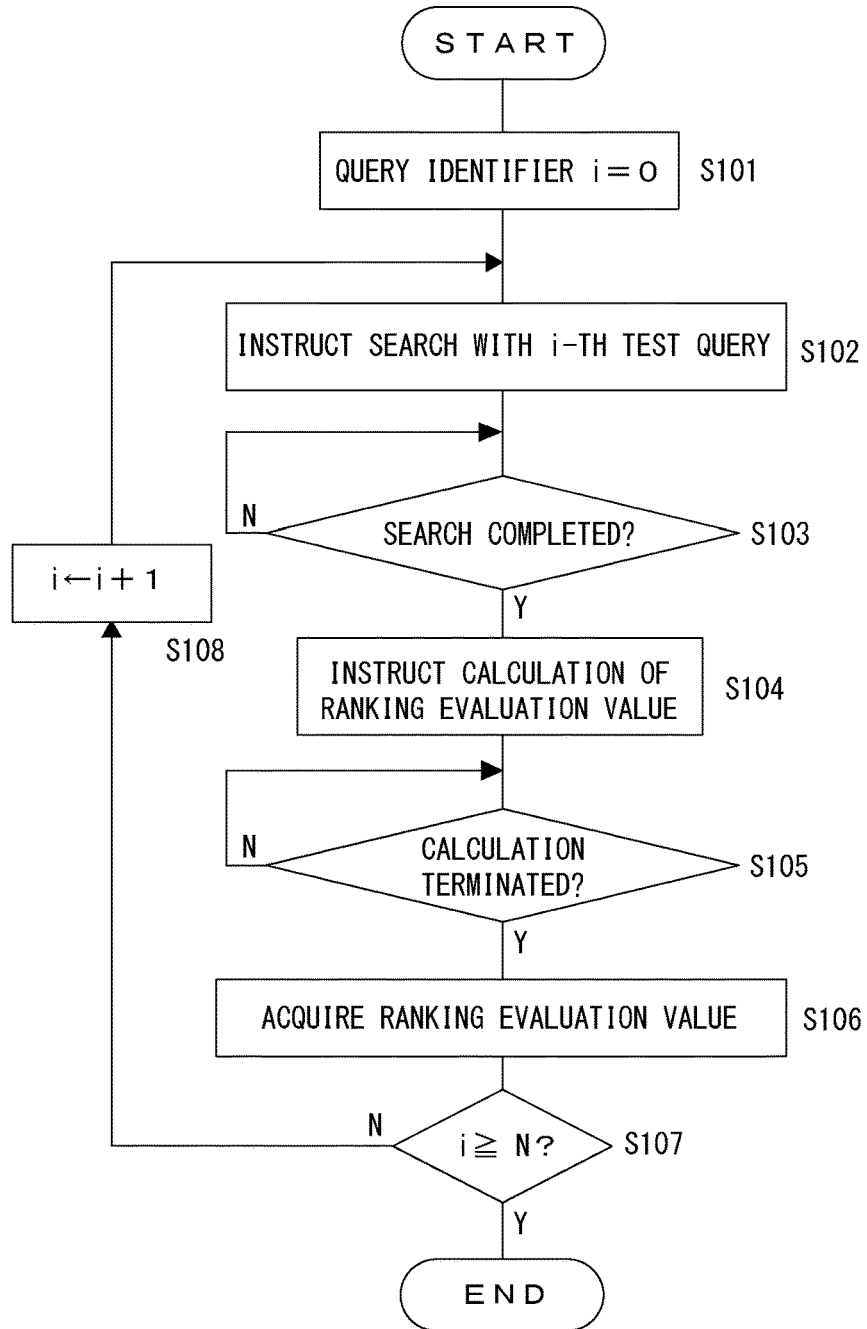 START
QUERY IDENTIFIER i=0
S101
INSTRUCT SEARCH WITH i-TH TEST QUERY
S102
SEARCH COMPLETED?
S103
N
Y
i←i+1
S108
INSTRUCT CALCULATION OF
RANKING EVALUATION VALUE
S104
CALCULATION
TERMINATED?
S105
N
Y
ACQUIRE RANKING EVALUATION VALUE
S106
i≧ N?
S107
N
Y
END